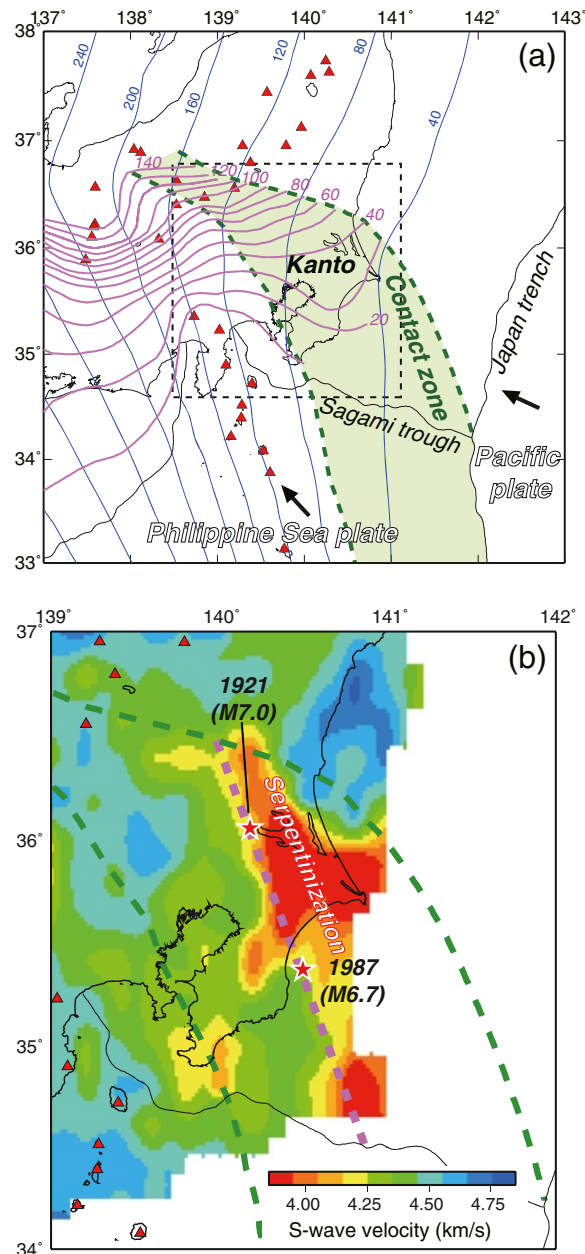 137° 138° 139° 140° 141° 142° 143°
38°
37°
36°
35°
34°
33°
(a)
240
200
160
120
80
40
140
120
100
80
60
40
20
Kanto
Contact zone
Japan trench
Sagami trough
Pacific
plate
Philippine Sea plate
139° 140° 141° 142°
37°
36°
35°
34°
(b)
1921
(M7.0)
Serpentinization
1987
(M6.7)
4.00 4.25 4.50 4.75
S-wave velocity (km/s)